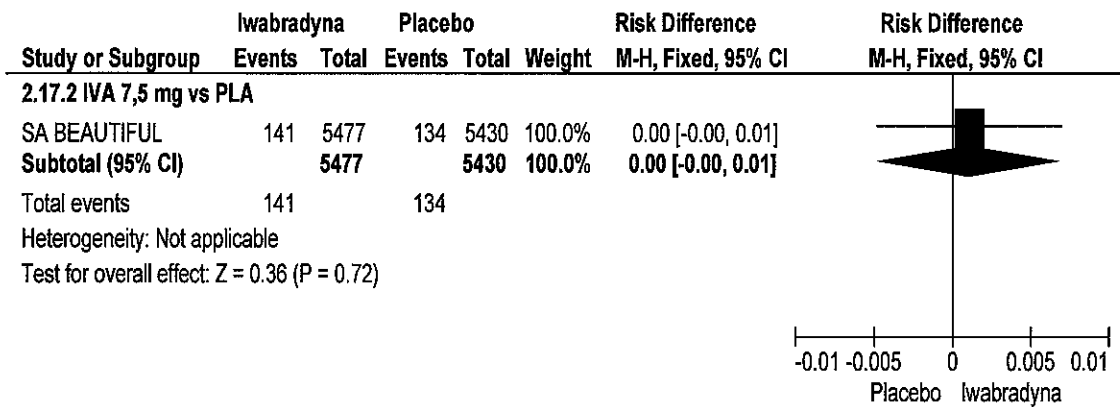 Iwabradyna Placebo Risk Difference Risk Difference
Study or Subgroup Events Total Events Total Weight M-H, Fixed, 95% CI M-H, Fixed, 95% CI
2.17.2 IVA 7,5 mg vs PLA
SA BEAUTIFUL 141 5477 134 5430 100.0% 0.00 [-0.00, 0.01]
Subtotal (95% CI) 5477 5430 100.0% 0.00 [-0.00, 0.01]
Total events 141 134
Heterogeneity: Not applicable
Test for overall effect: Z = 0.36 (P = 0.72)
-0.01 -0.005 0 0.005 0.01
Placebo Iwabradyna